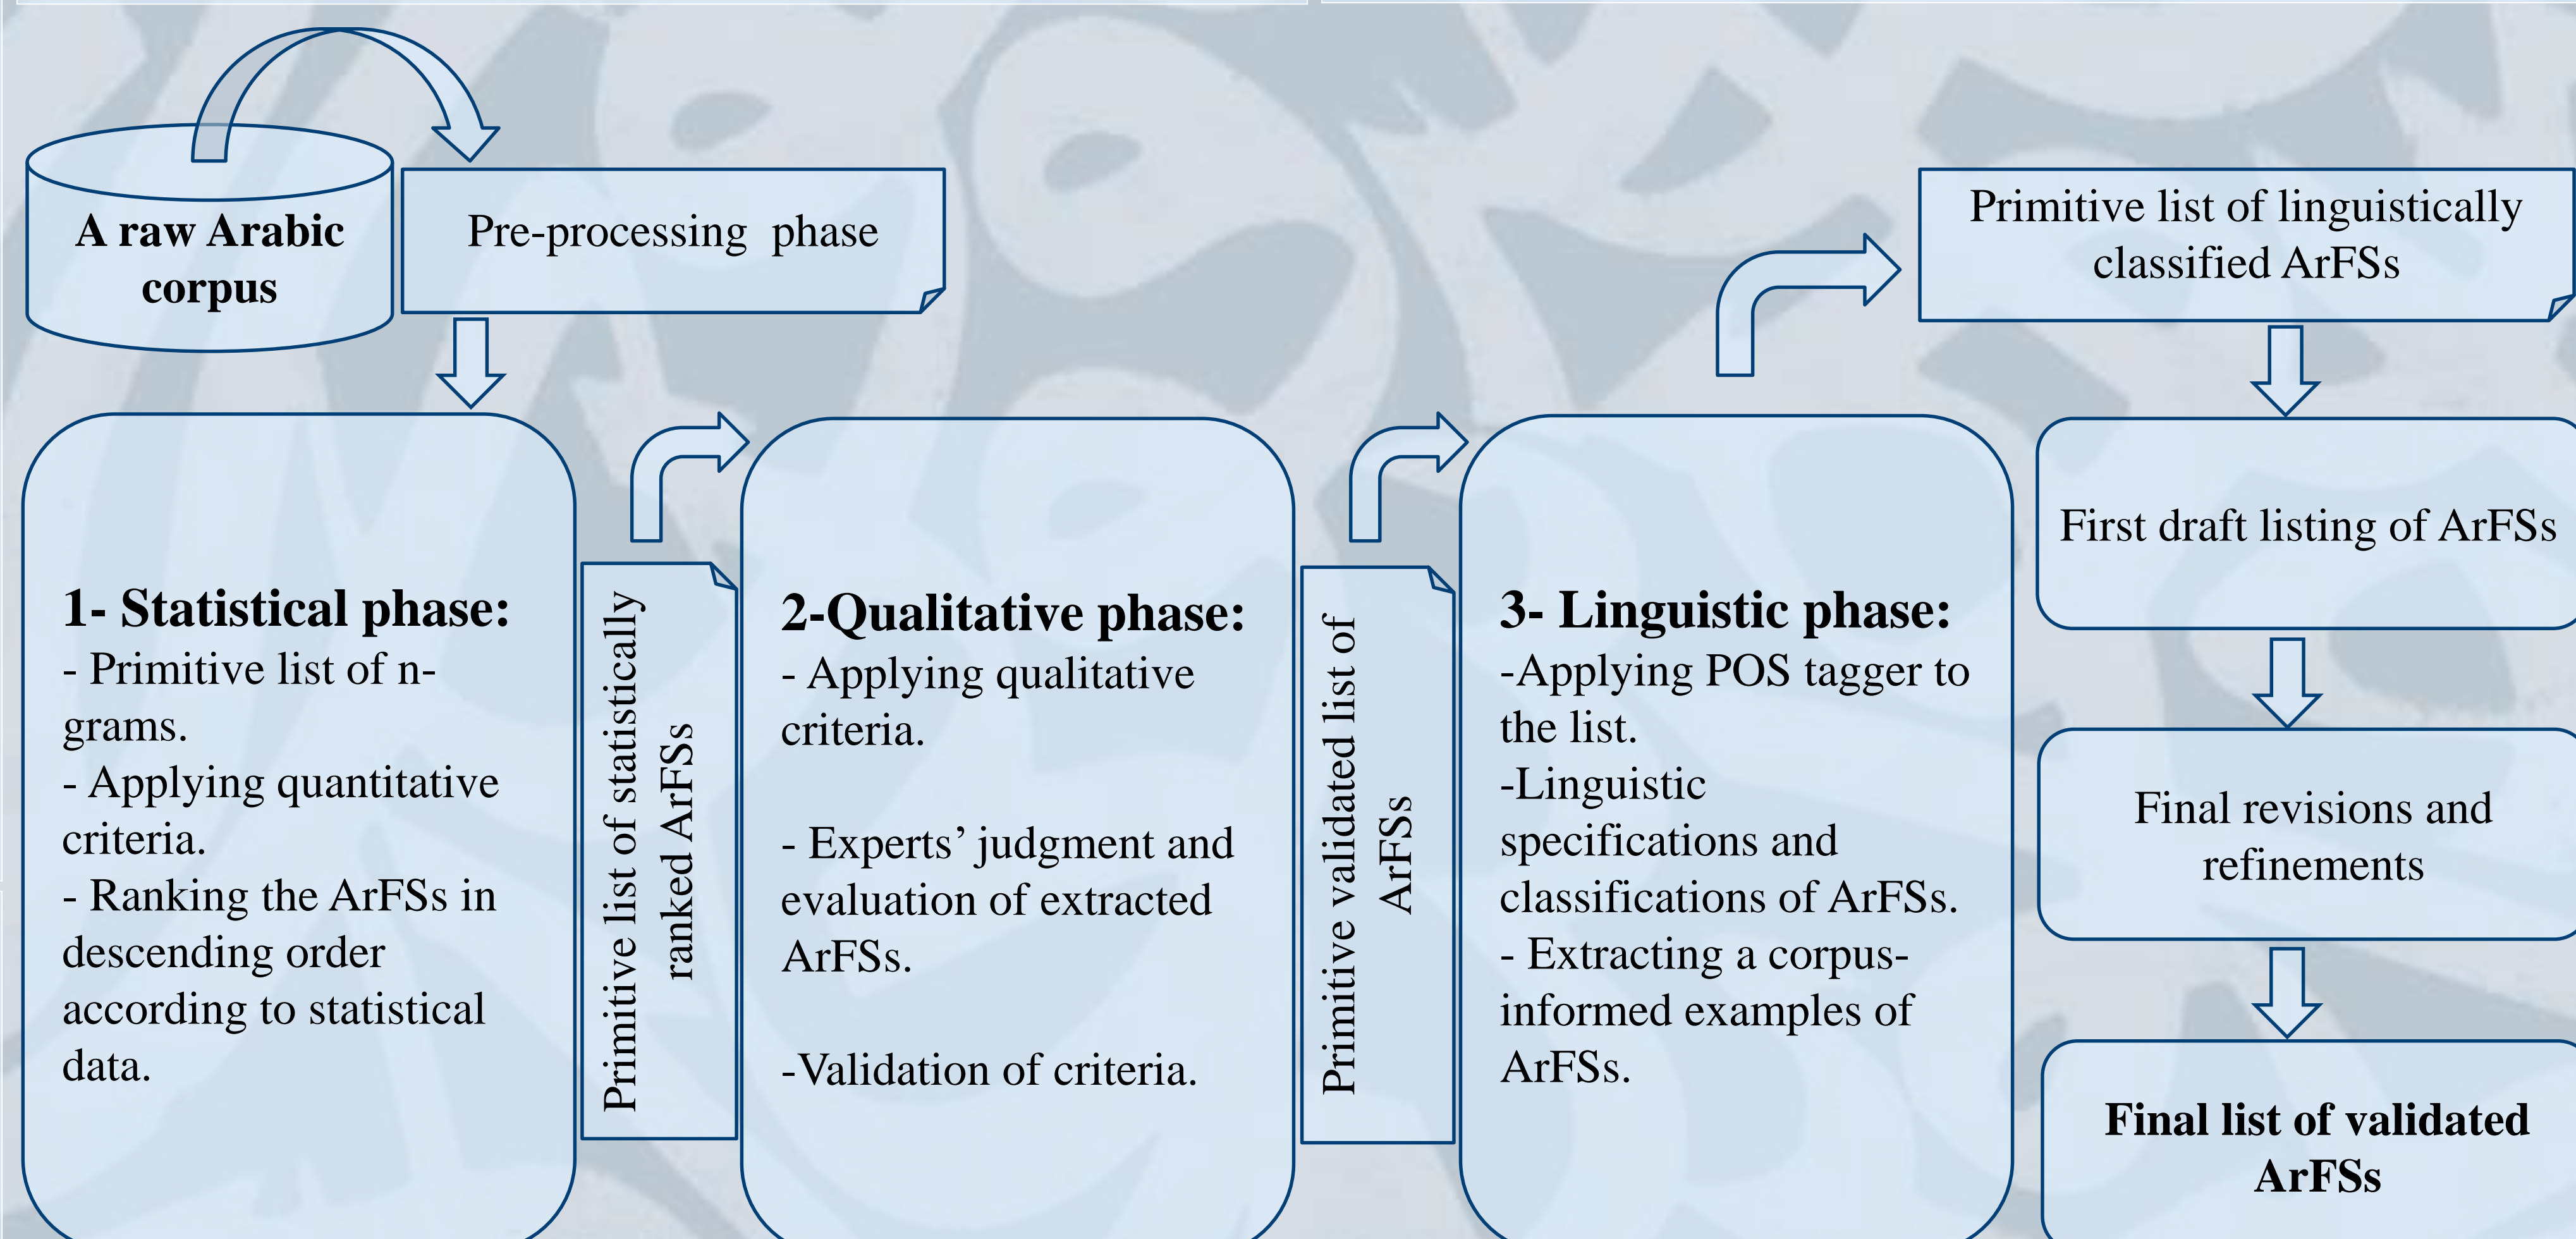 A raw Arabic
corpus
Pre-processing phase
1- Statistical phase:
- Primitive list of n-
grams.
- Applying quantitative
criteria.
- Ranking the ArFSs in
descending order
according to statistical
data.
Primitive list of statistically
ranked ArFSs
2-Qualitative phase:
- Applying qualitative
criteria.
- Experts’ judgment and
evaluation of extracted
ArFSs.
-Validation of criteria.
Primitive validated list of
ArFSs
3- Linguistic phase:
-Applying POS tagger to
the list.
-Linguistic
specifications and
classifications of ArFSs.
- Extracting a corpus-
informed examples of
ArFSs.
Primitive list of linguistically
classified ArFSs
First draft listing of ArFSs
Final revisions and
refinements
Final list of validated
ArFSs